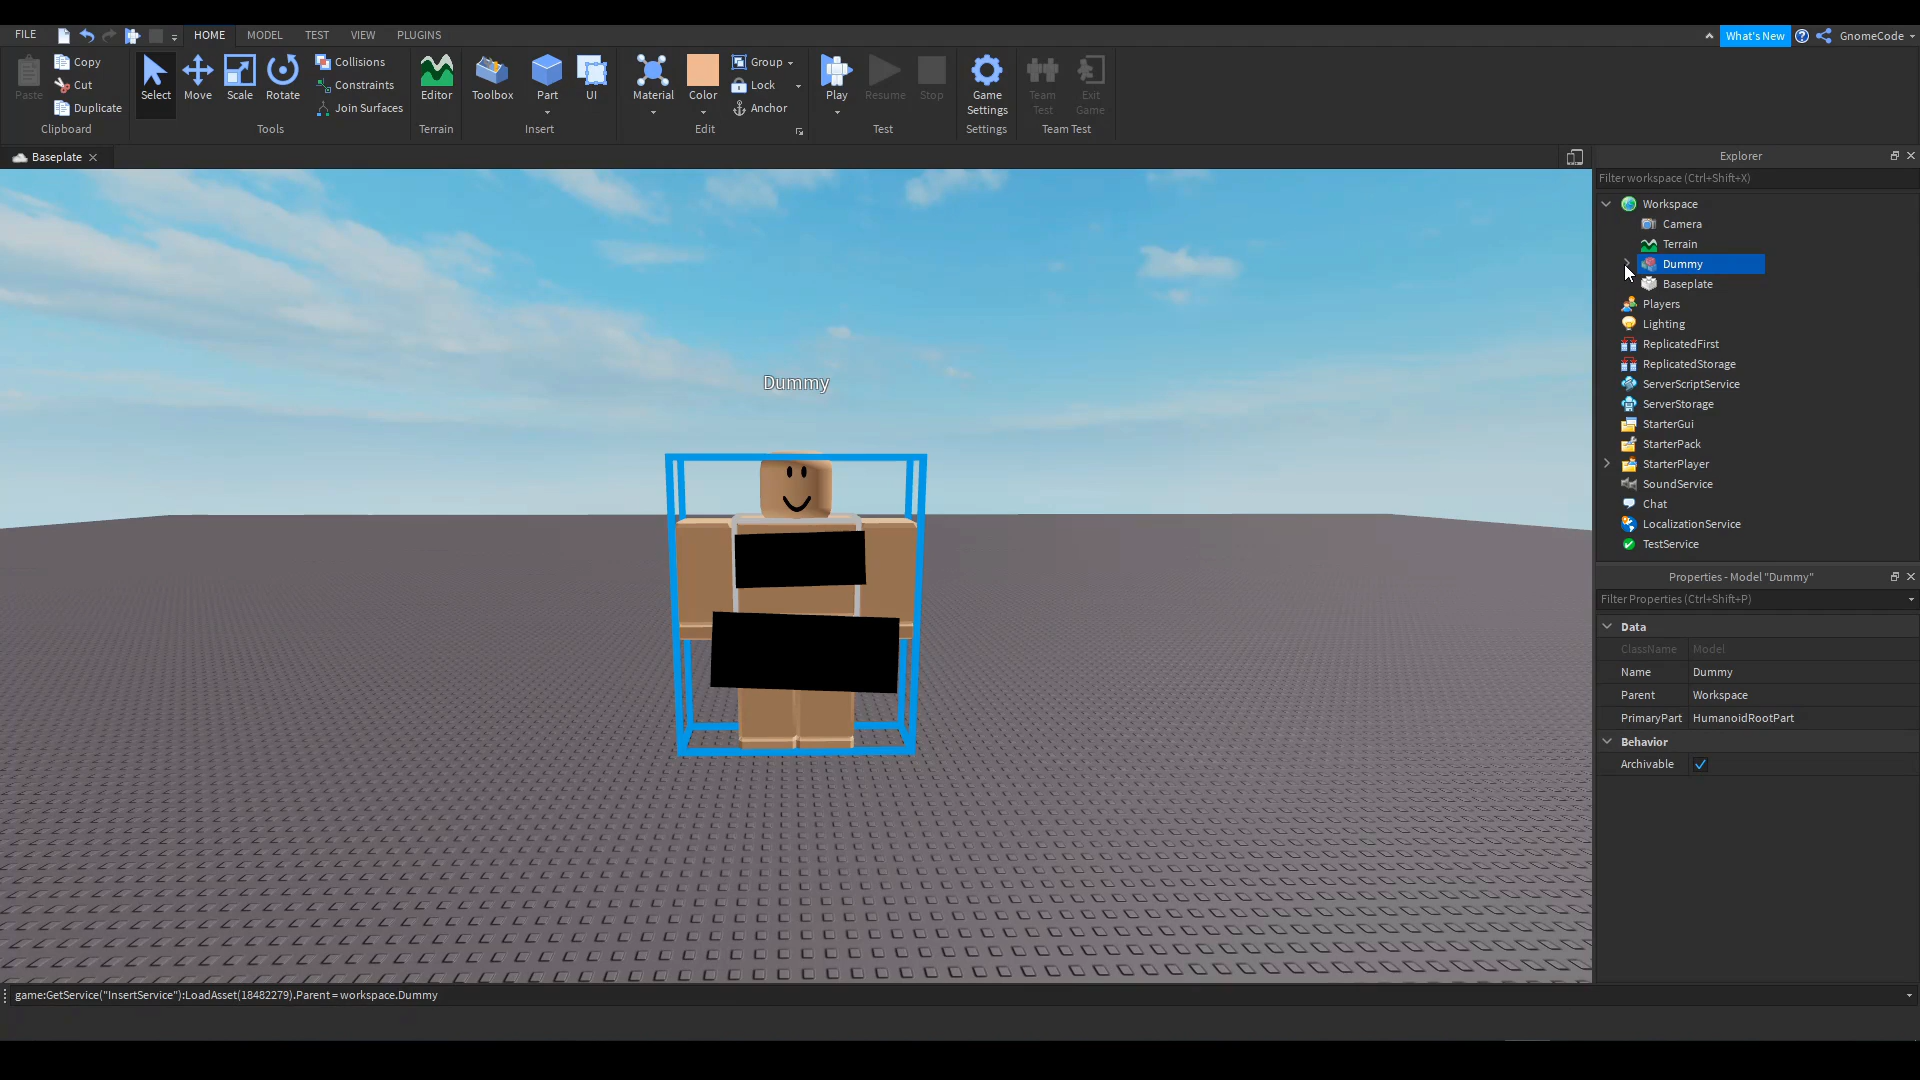 FILE
HOME
MODEL
TEST
VIEW
PLUGINS
What's New
GnomeCode
Paste
Copy
Cut
Duplicate
Clipboard
Select
Move
Scale
Rotate
Collisions
Constraints
Join Surfaces
Tools
Editor
Terrain
Toolbox
Part
UI
Insert
Material
Color
Group
Lock
Anchor
Edit
Play
Resume
Stop
Test
Game
Settings
Settings
Team
Test
Exit
Game
Team Test
Baseplate
Explorer
Filter workspace (Ctrl+Shift+X)
Workspace
Camera
Terrain
Dummy
Baseplate
Players
Lighting
ReplicatedFirst
ReplicatedStorage
ServerScriptService
ServerStorage
StarterGui
StarterPack
StarterPlayer
SoundService
Chat
LocalizationService
TestService
Dummy
Properties - Model "Dummy"
Filter Properties (Ctrl+Shift+P)
Data
ClassName Model
Name Dummy
Parent Workspace
PrimaryPart HumanoidRootPart
Behavior
Archivable
game:GetService("InsertService"):LoadAsset(18482279).Parent = workspace.Dummy